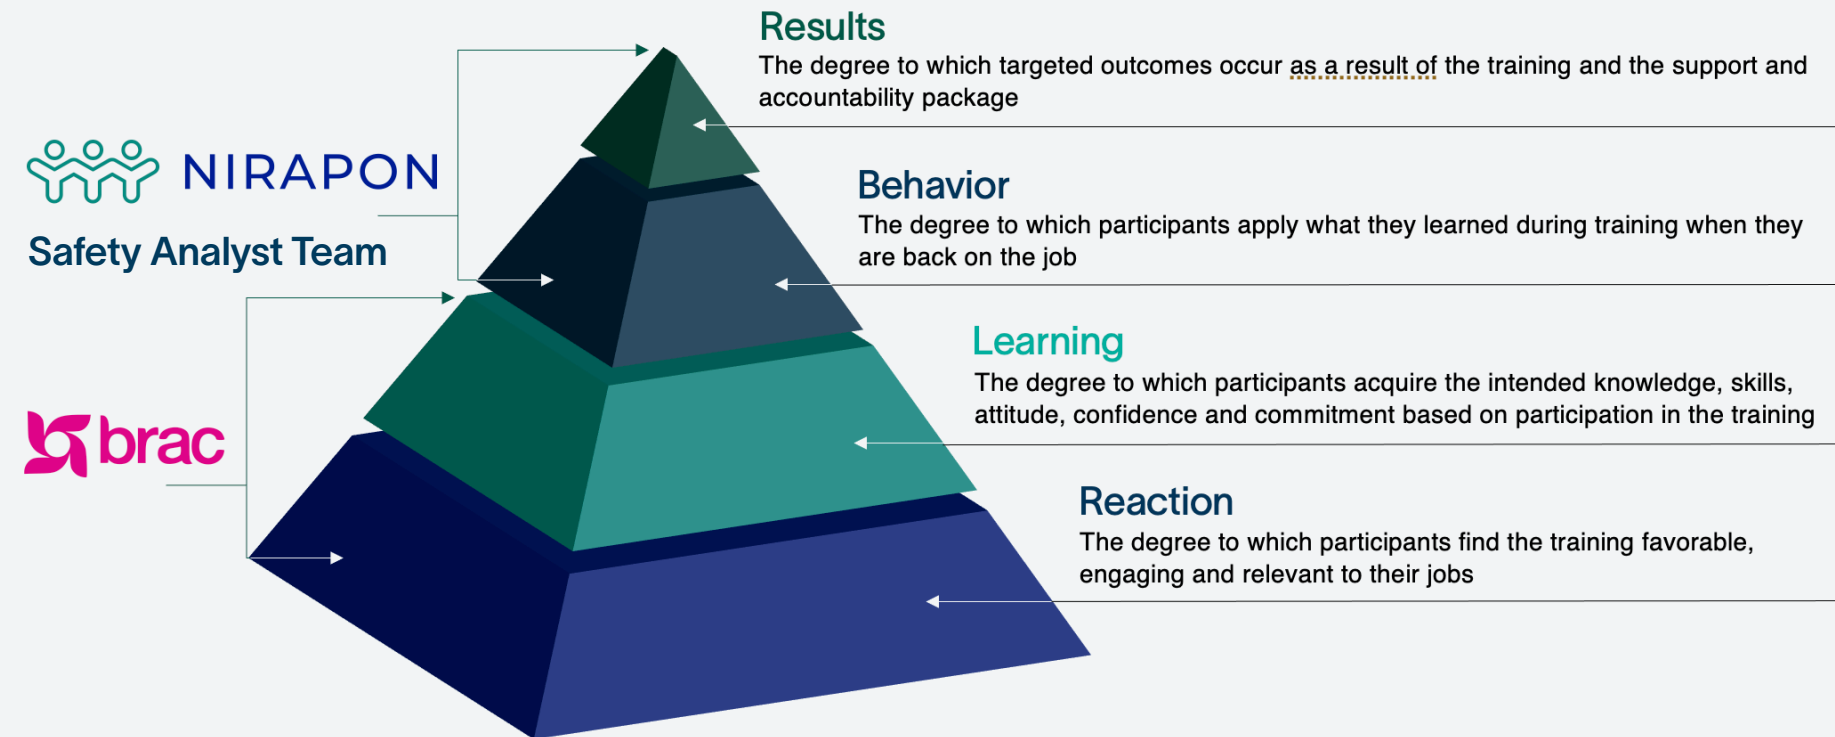 Results
The degree to which targeted outcomes occur as a result of the training and the support and
accountability package
NIRAPON
Safety Analyst Team
Behavior
The degree to which participants apply what they learned during training when they
are back on the job
Learning
The degree to which participants acquire the intended knowledge, skills,
attitude, confidence and commitment based on participation in the training
brac
Reaction
The degree to which participants find the training favorable,
engaging and relevant to their jobs